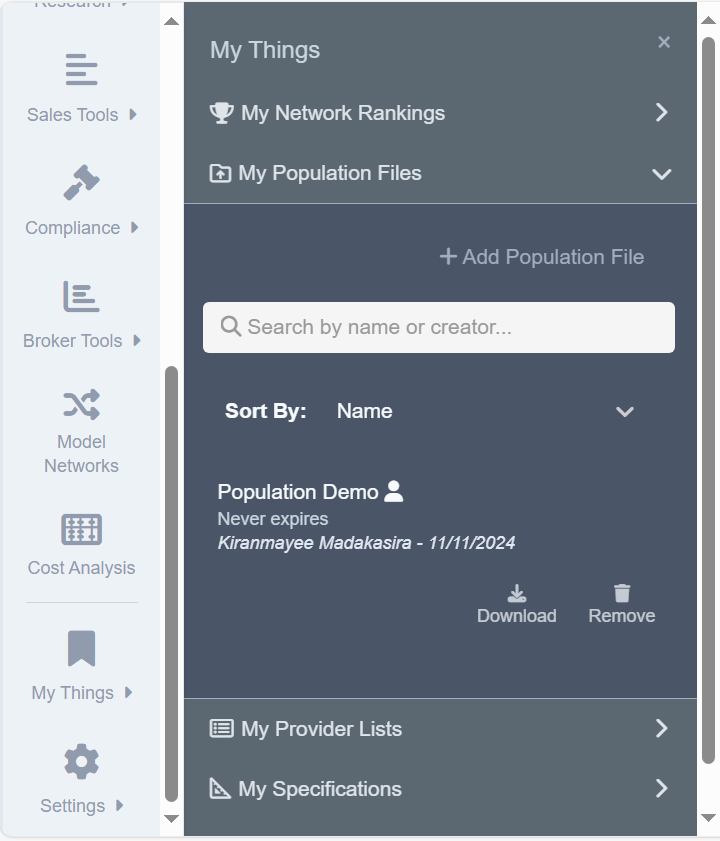 Research
Sales Tools
Compliance
Broker Tools
Model
Networks
Cost Analysis
My Things
Settings
My Things
×
My Network Rankings
My Population Files
+ Add Population File
Search by name or creator...
Sort By: Name
Population Demo
Never expires
Kiranmayee Madakasira - 11/11/2024
Download Remove
My Provider Lists
My Specifications